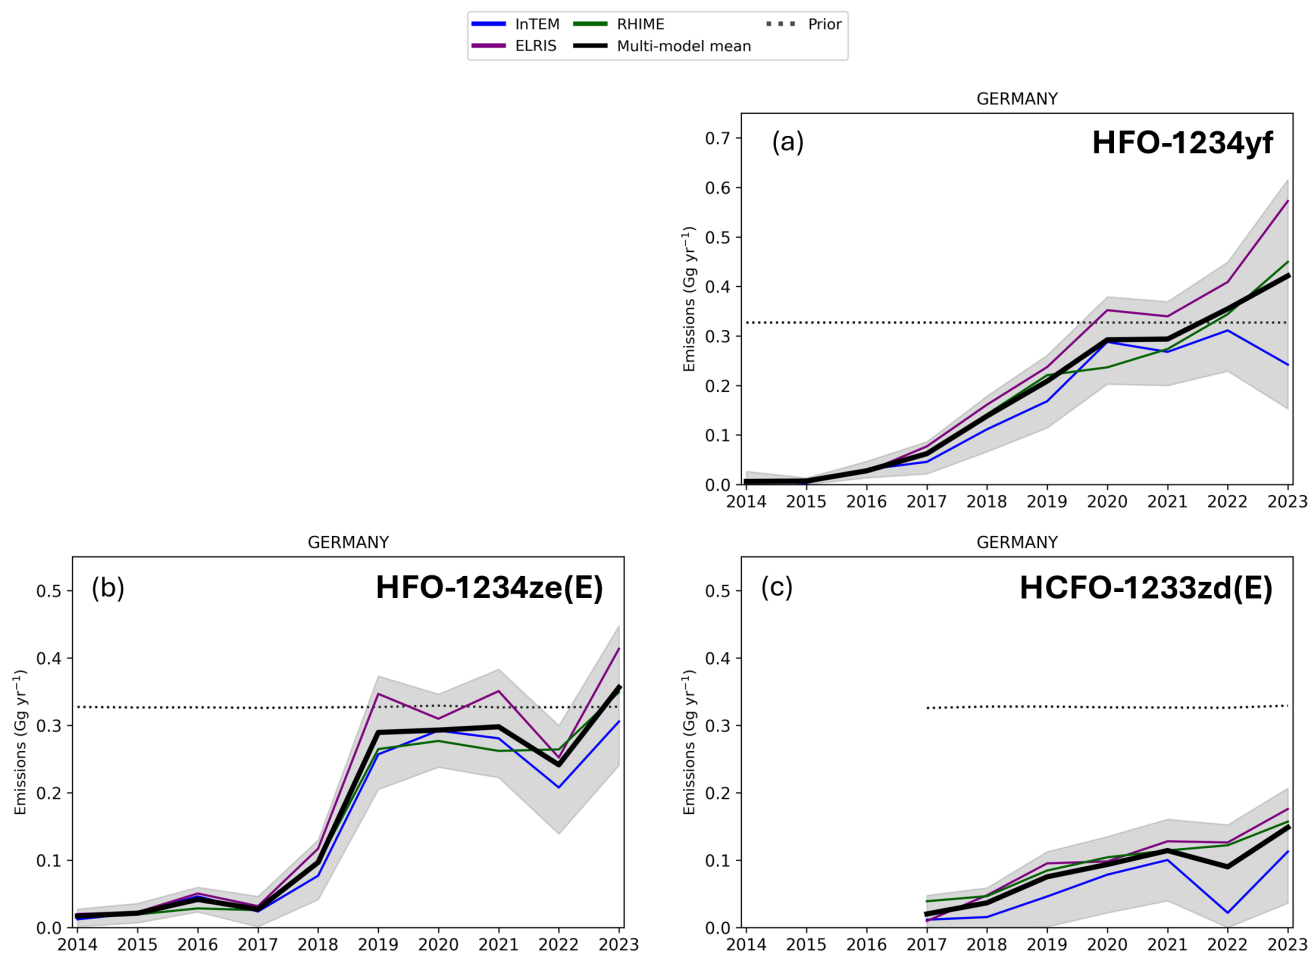 InTEM RHIME Prior
ELRIS Multi-model mean
GERMANY
(a) HFO-1234yf
Emissions (Gg yr⁻¹)
0.7
0.6
0.5
0.4
0.3
0.2
0.1
0.0
2014 2015 2016 2017 2018 2019 2020 2021 2022 2023
GERMANY
(b) HFO-1234ze(E)
Emissions (Gg yr⁻¹)
0.5
0.4
0.3
0.2
0.1
0.0
2014 2015 2016 2017 2018 2019 2020 2021 2022 2023
GERMANY
(c) HCFO-1233zd(E)
Emissions (Gg yr⁻¹)
0.5
0.4
0.3
0.2
0.1
0.0
2014 2015 2016 2017 2018 2019 2020 2021 2022 2023